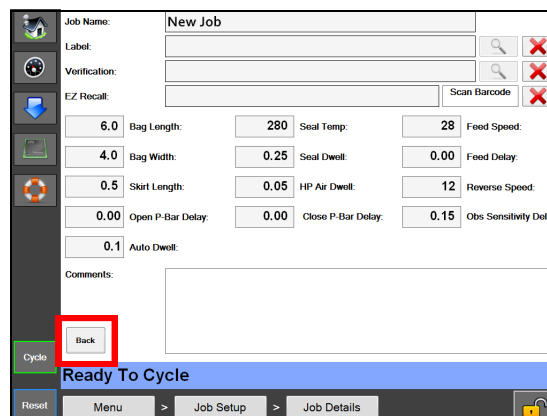 Job Name: New Job
Label:
Verification:
EZ Recall: Scan Barcode
6.0 Bag Length: 280 Seal Temp: 28 Feed Speed:
4.0 Bag Width: 0.25 Seal Dwell: 0.00 Feed Delay:
0.5 Skirt Length: 0.05 HP Air Dwell: 12 Reverse Speed:
0.00 Open P-Bar Delay: 0.00 Close P-Bar Delay: 0.15 Obs Sensitivity Del
0.1 Auto Dwell:
Comments:
Back
Cycle
Ready To Cycle
Reset Menu > Job Setup > Job Details